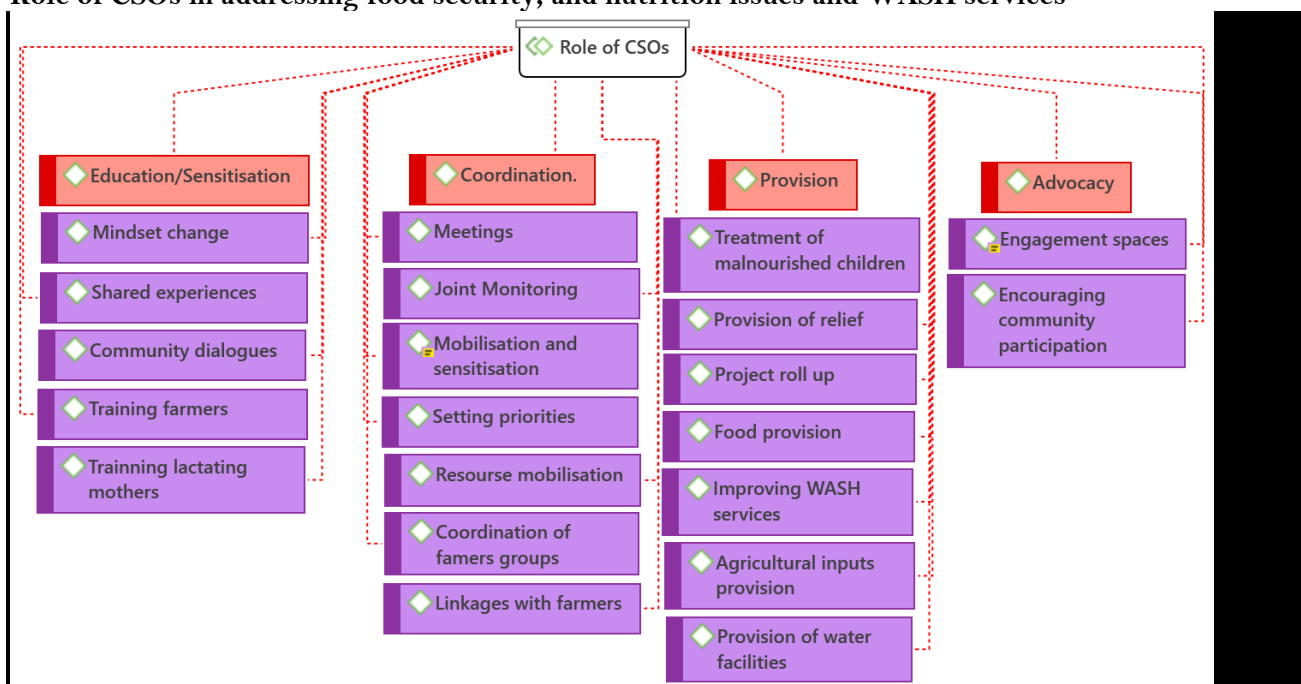 Role of CSOs in addressing food security, and nutrition issues and WASH services
Role of CSOs
Education/Sensitisation
Mindset change
Shared experiences
Community dialogues
Training farmers
Trainning lactating
mothers
Coordination.
Meetings
Joint Monitoring
Mobilisation and
sensitisation
Setting priorities
Resourse mobilisation
Coordination of
famers groups
Linkages with farmers
Provision
Treatment of
malnourished children
Provision of relief
Project roll up
Food provision
Improving WASH
services
Agricultural inputs
provision
Provision of water
facilities
Advocacy
Engagement spaces
Encouraging
community
participation